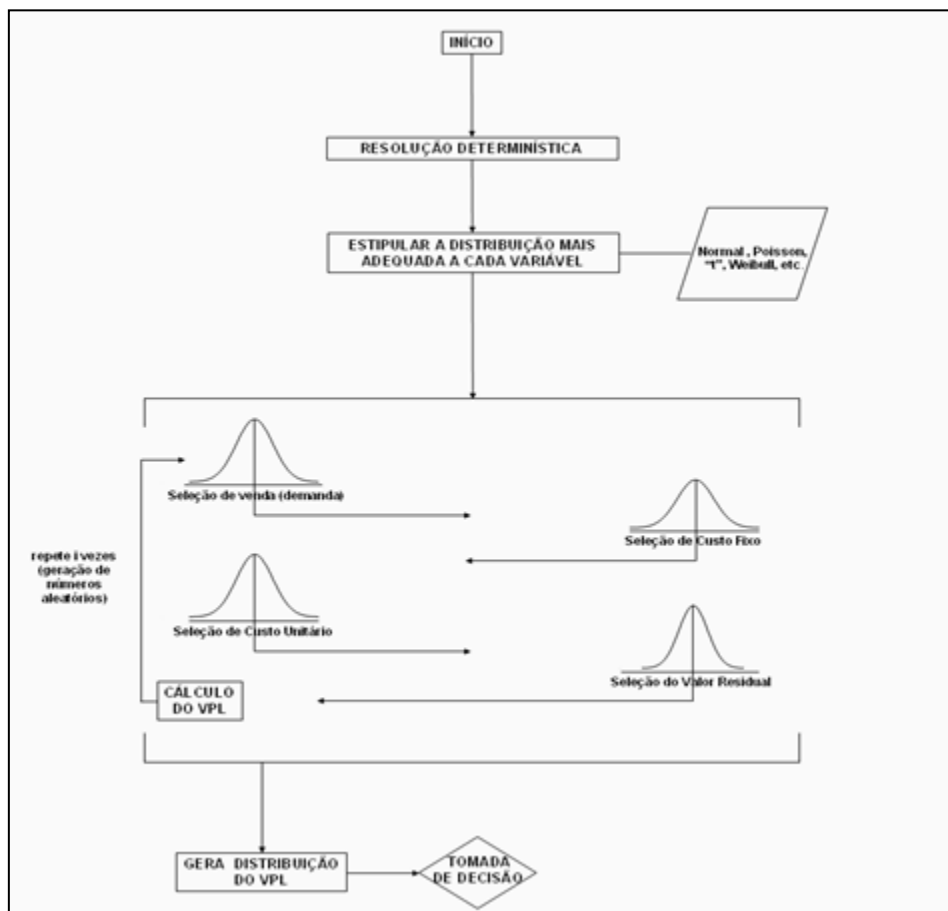 INÍCIO
RESOLUÇÃO DETERMINÍSTICA
ESTIPULAR A DISTRIBUIÇÃO MAIS
ADEQUADA A CADA VARIÁVEL
Normal , Poisson,
“t”, Weibull, etc.
Seleção de venda (demanda)
Seleção de Custo Fixo
repete i vezes
(geração de
números
aleatórios)
Seleção de Custo Unitário
Seleção do Valor Residual
CÁLCULO
DO VPL
GERA DISTRIBUIÇÃO
DO VPL
TOMADA
DE DECISÃO